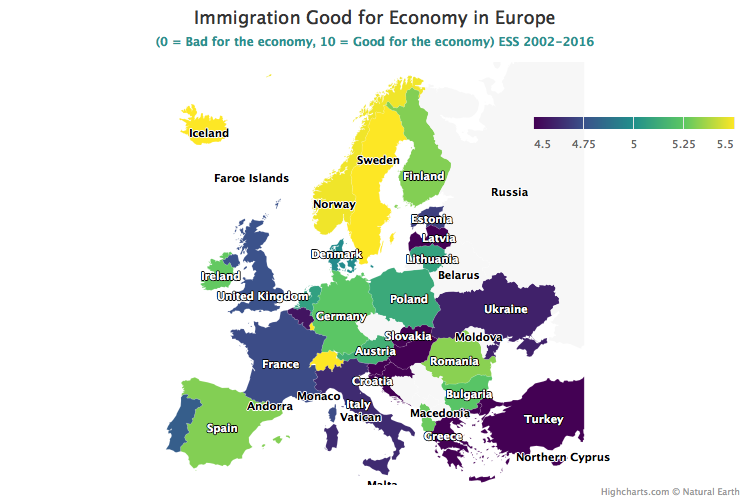 Immigration Good for Economy in Europe
(0 = Bad for the economy, 10 = Good for the economy) ESS 2002-2016
4.5 4.75 5 5.25 5.5
Iceland
Sweden
Faroe Islands
Finland
Russia
Norway
Estonia
Latvia
Denmark
Lithuania
Ireland
Belarus
United Kingdom
Poland
Germany
Ukraine
Slovakia
Moldova
Austria
France
Romania
Croatia
Monaco
Bulgaria
Andorra
Italy
Vatican
Macedonia
Spain
Turkey
Greece
Northern Cyprus
Malta
Highcharts.com © Natural Earth